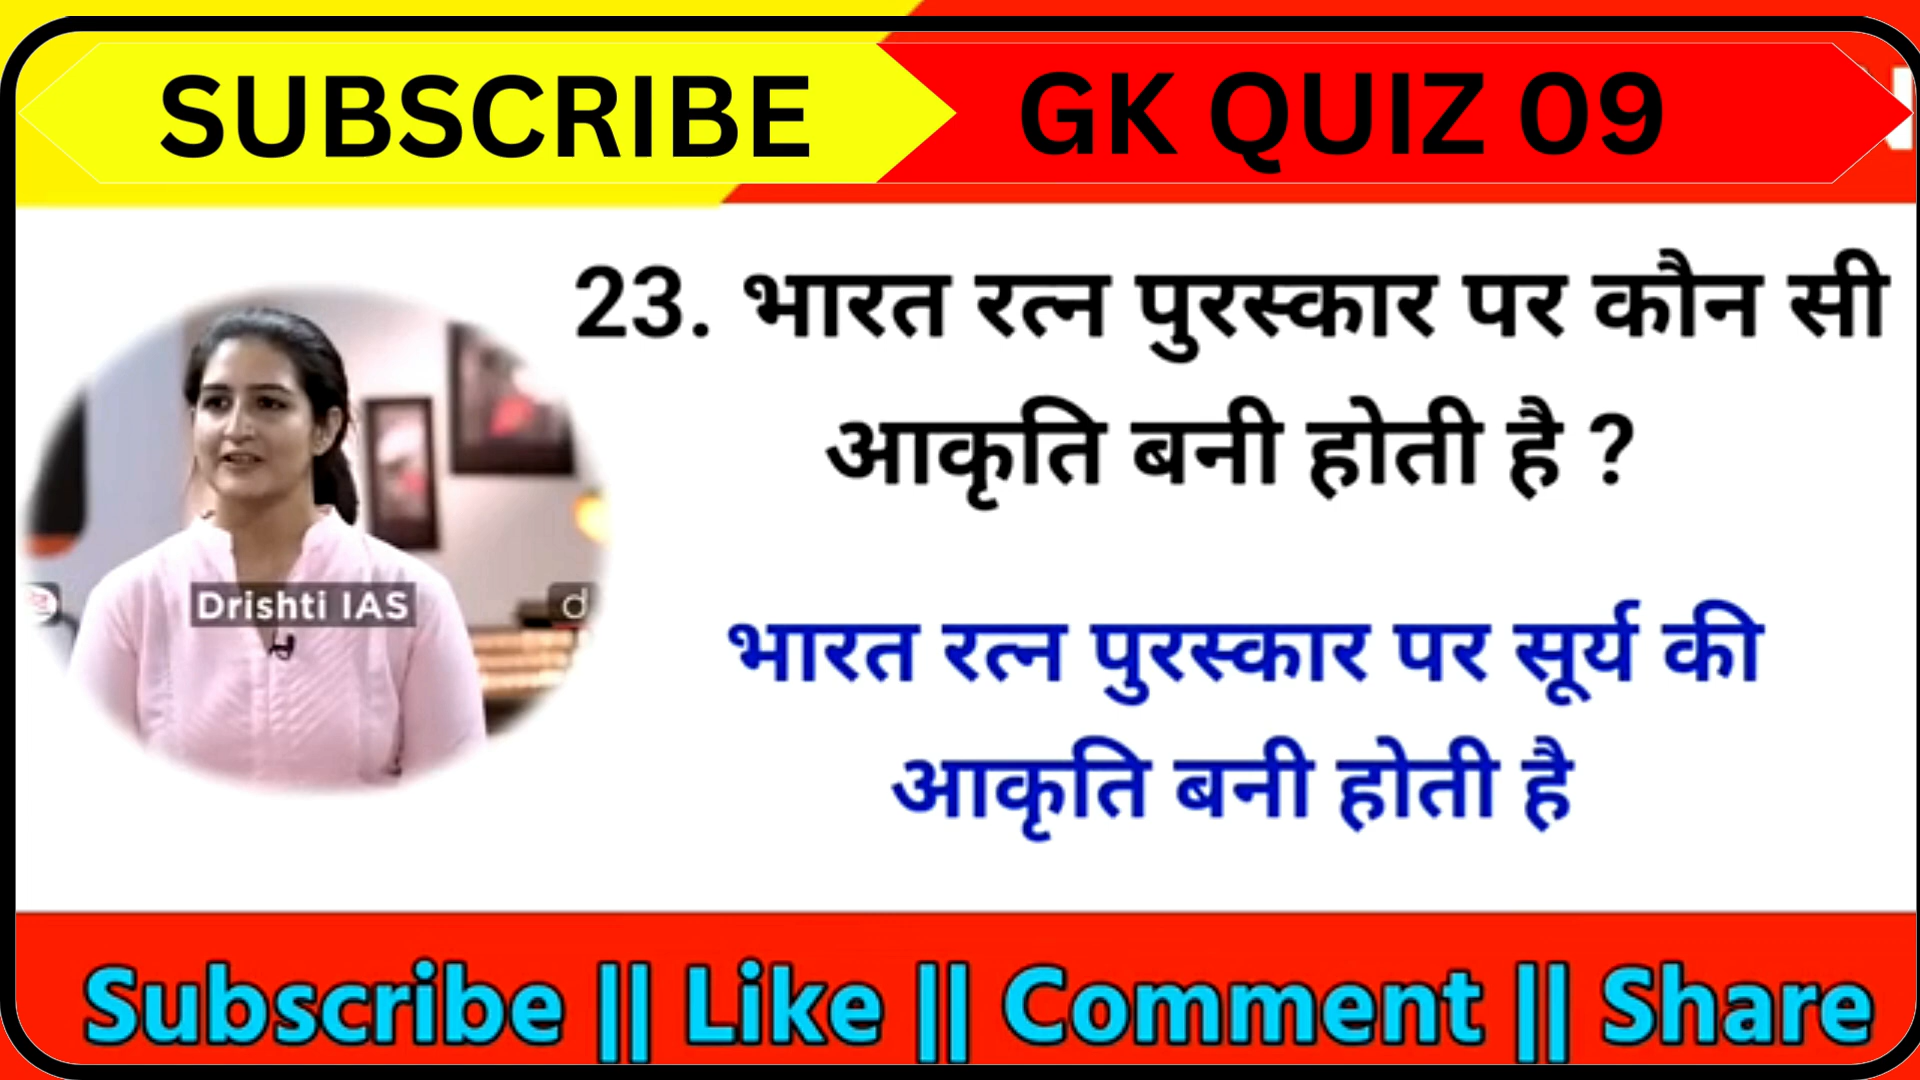 SUBSCRIBE GK QUIZ 09
23. भारत रत्न पुरस्कार पर कौन सी
आकृति बनी होती है ?
Drishti IAS
भारत रत्न पुरस्कार पर सूर्य की
आकृति बनी होती है
Subscribe || Like || Comment || Share